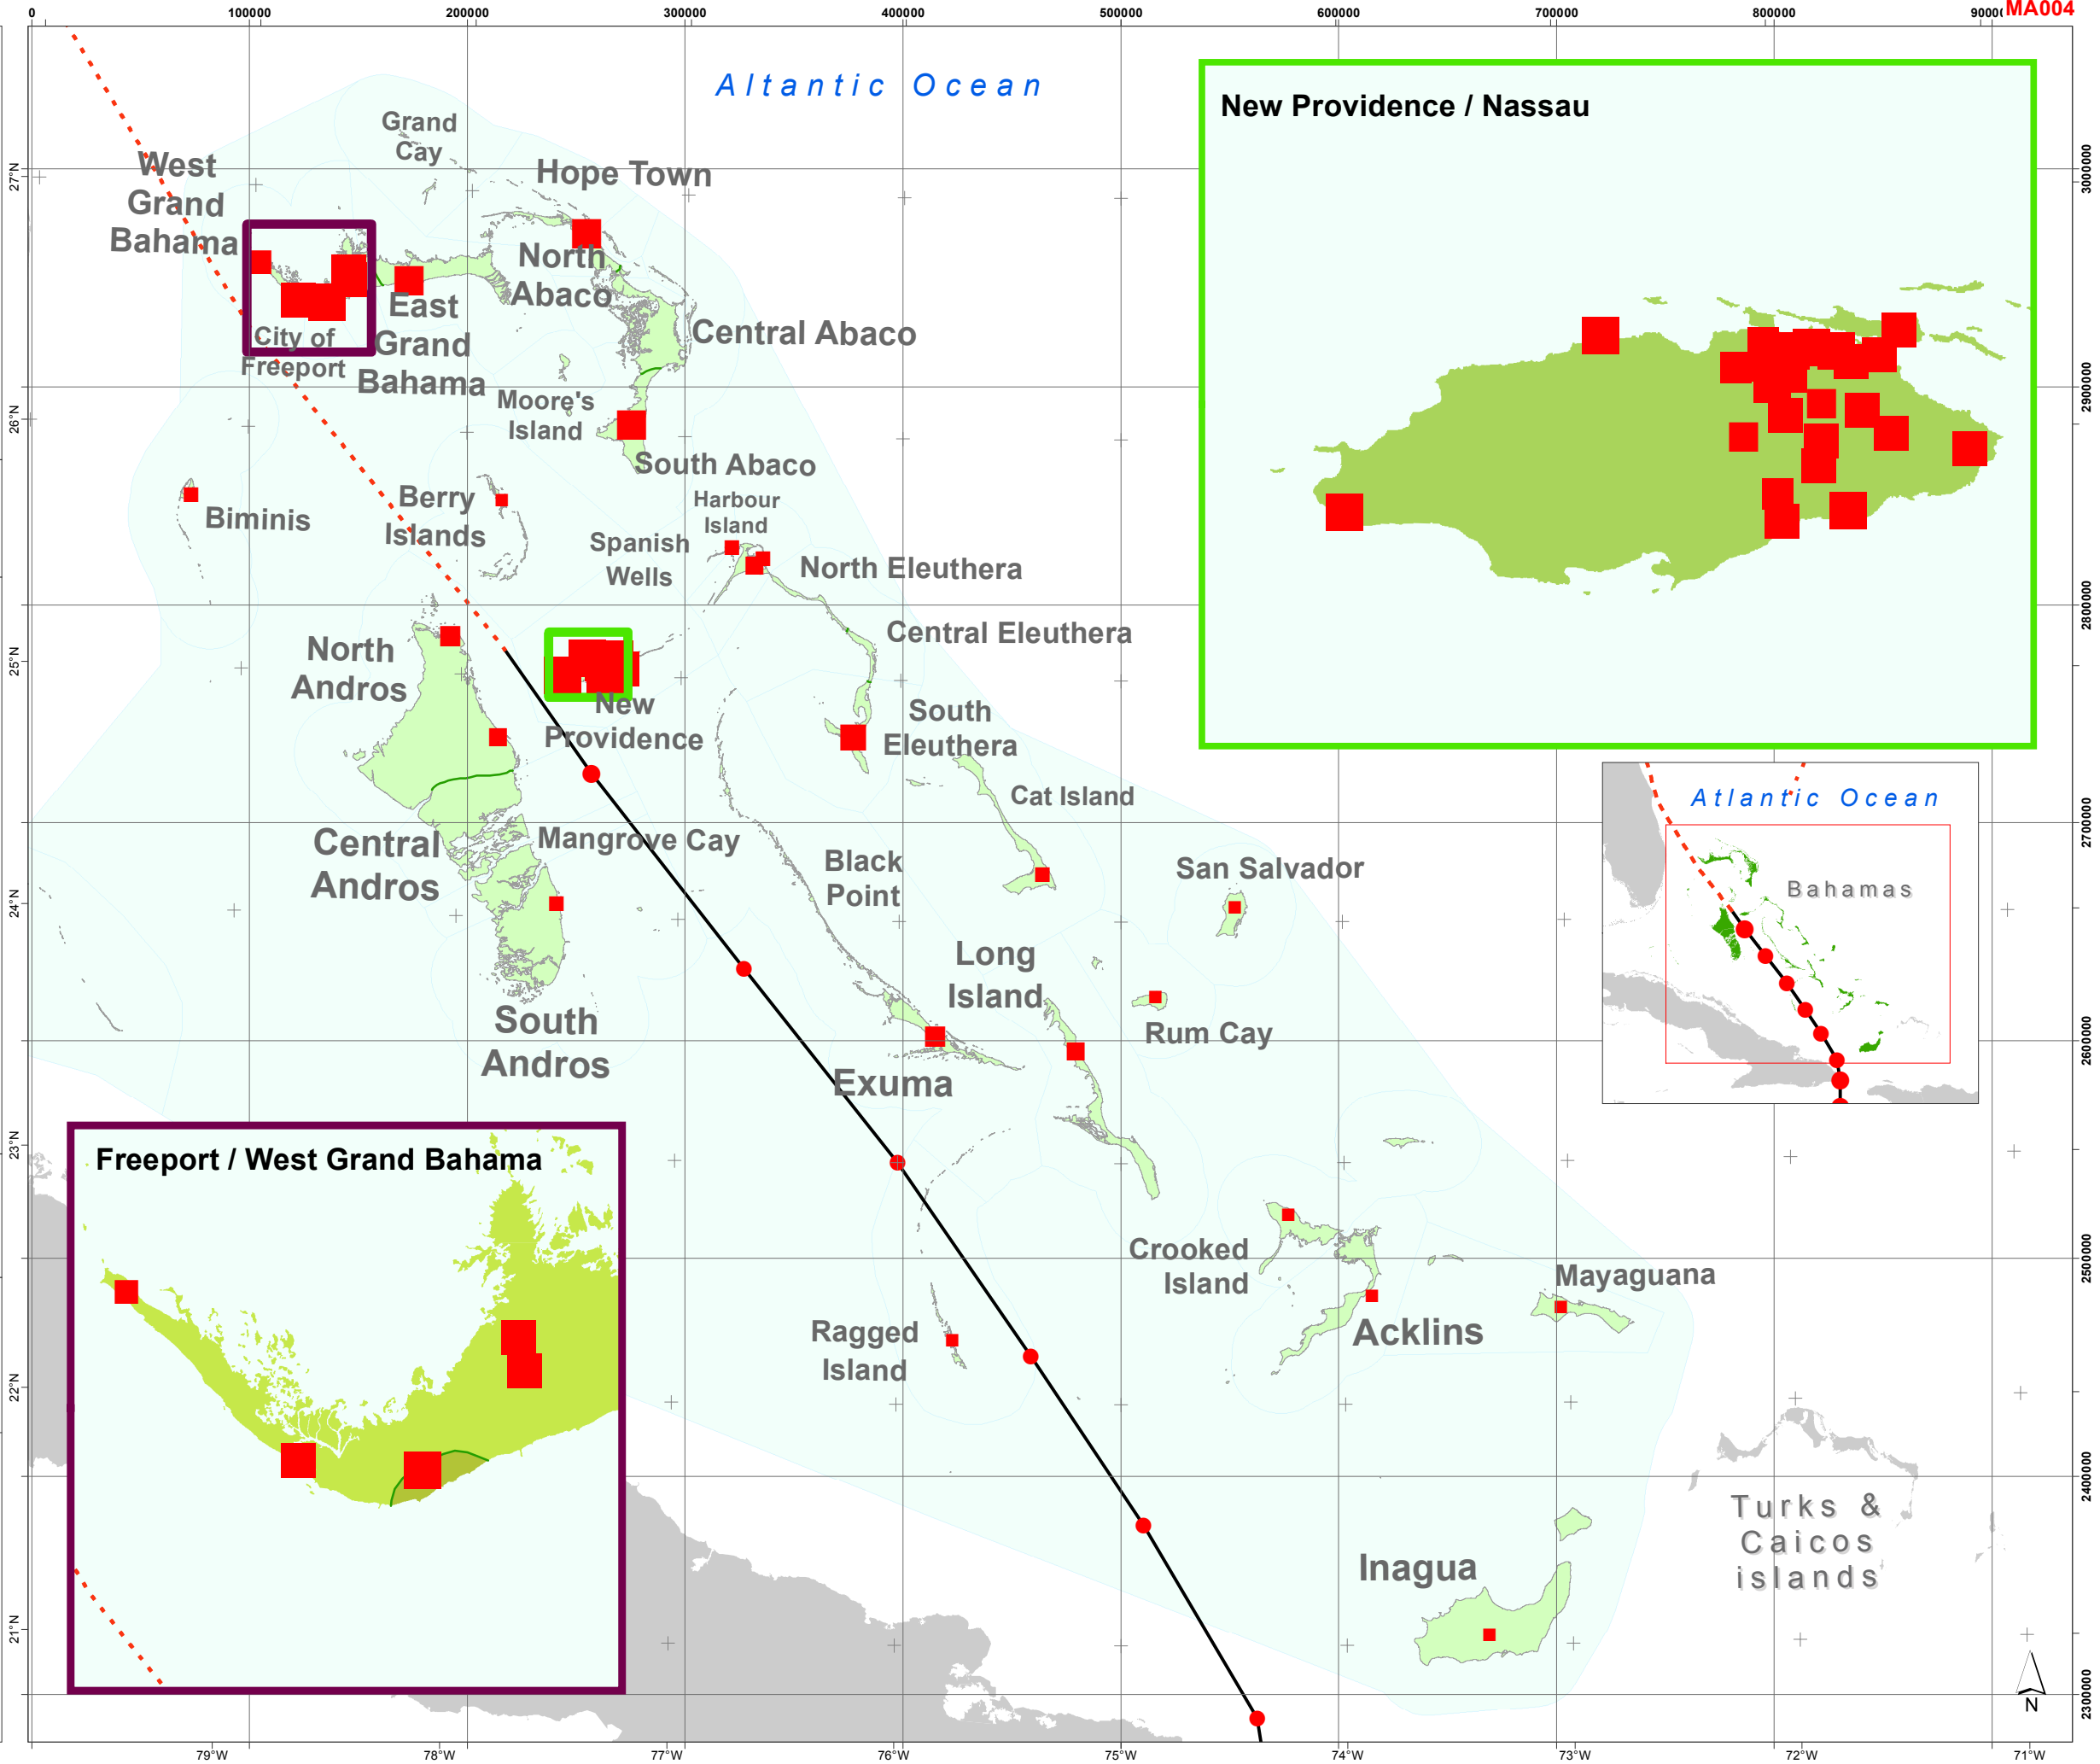 0 100000 200000 300000 400000 500000 600000 700000 800000
MA004
Altantic Ocean
New Providence / Nassau
Grand
Cay
West
Grand
Bahama
Hope Town
North
Abaco
City of
Freeport
East
Grand
Bahama
Central Abaco
Moore's
Island
South Abaco
Biminis
Berry
Islands
Harbour
Island
Spanish
Wells
North Eleuthera
Central Eleuthera
North
Andros
New
Providence
South
Eleuthera
Cat Island
Atlantic Ocean
Bahamas
Central
Andros
Mangrove Cay
Black
Point
San Salvador
Long
Island
Rum Cay
South
Andros
Exuma
Freeport / West Grand Bahama
Crooked
Island
Mayaguana
Acklins
Ragged
Island
Turks &
Caicos
islands
Inagua
N
27°N
26°N
25°N
24°N
23°N
22°N
21°N
3000000
2900000
2800000
2700000
2600000
2500000
2400000
2300000
79°W 78°W 77°W 76°W 75°W 74°W 73°W 72°W 71°W